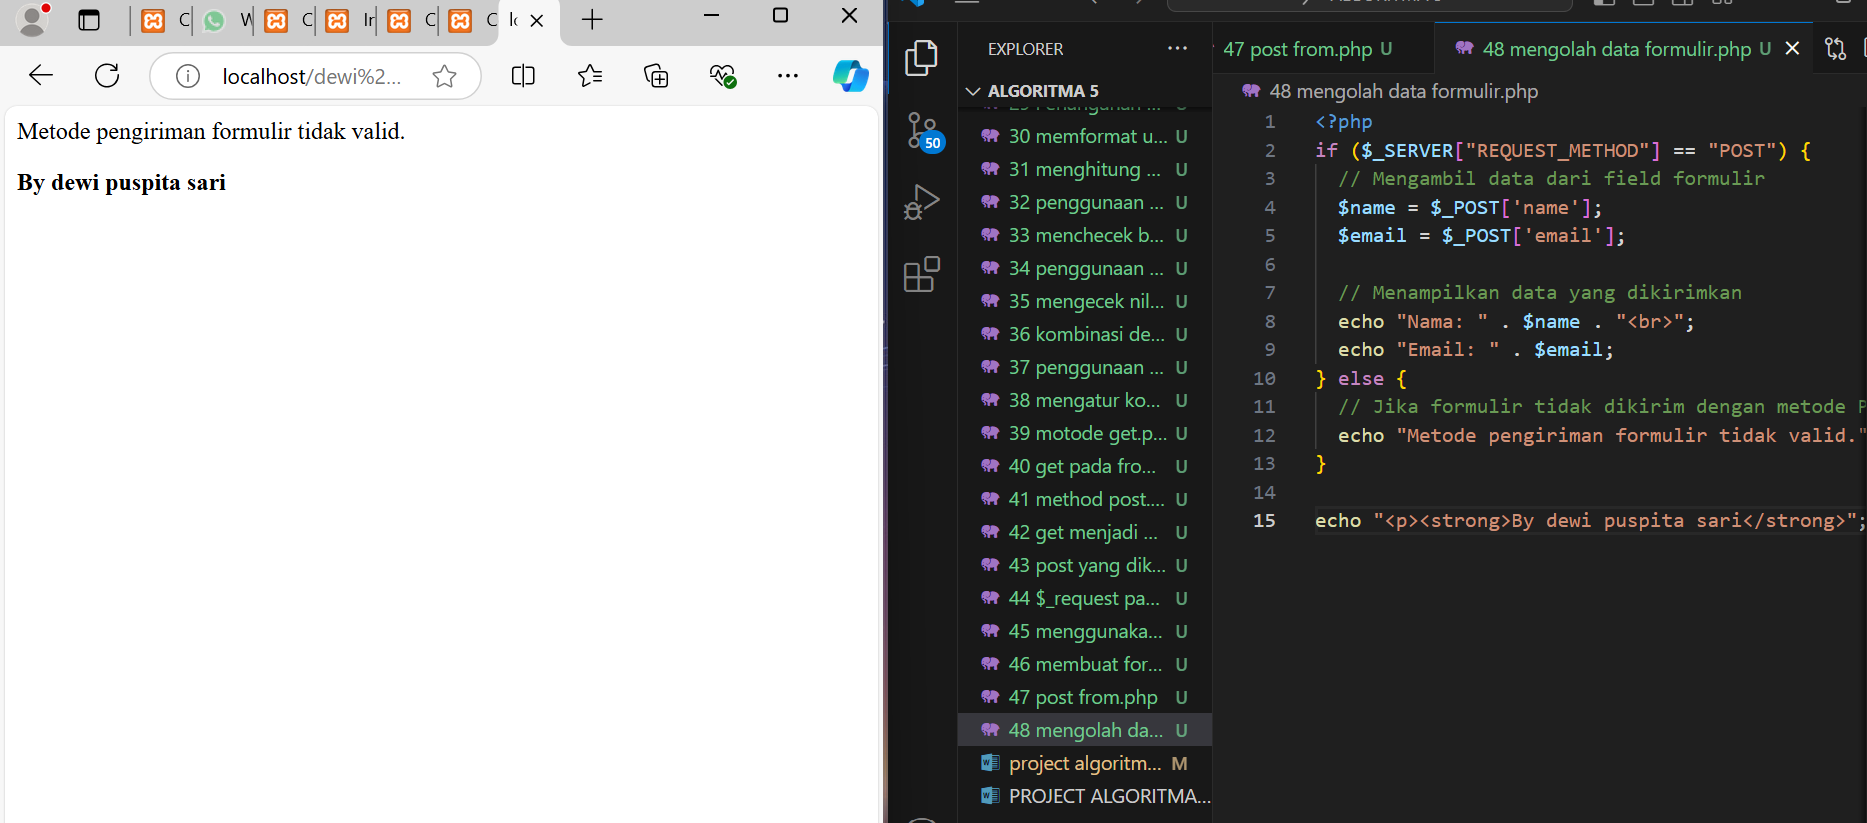 localhost/dewi%2...
Metode pengiriman formulir tidak valid.
By dewi puspita sari
EXPLORER
ALGORITMA 5
30 memformat u... U
31 menghitung ... U
32 penggunaan ... U
33 menchecek b... U
34 penggunaan ... U
35 mengecek nil... U
36 kombinasi de... U
37 penggunaan ... U
38 mengatur ko... U
39 motode get.p... U
40 get pada fro... U
41 method post.... U
42 get menjadi ... U
43 post yang dik... U
44 $_request pa... U
45 menggunaka... U
46 membuat for... U
47 post from.php U
48 mengolah da... U
project algoritm... M
PROJECT ALGORITMA...
50
47 post from.php U
48 mengolah data formulir.php U
48 mengolah data formulir.php
1 <?php
2 if ($_SERVER["REQUEST_METHOD"] == "POST") {
3 // Mengambil data dari field formulir
4 $name = $_POST['name'];
5 $email = $_POST['email'];
6
7 // Menampilkan data yang dikirimkan
8 echo "Nama: " . $name . "<br>";
9 echo "Email: " . $email;
10 } else {
11 // Jika formulir tidak dikirim dengan metode P
12 echo "Metode pengiriman formulir tidak valid."
13 }
14
15 echo "<p><strong>By dewi puspita sari</strong>";